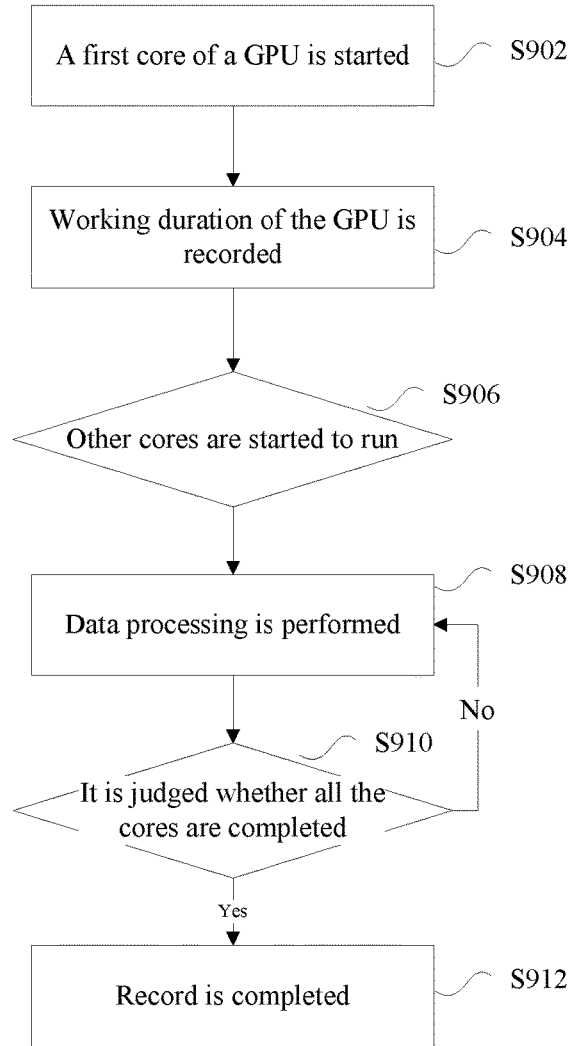 A first core of a GPU is started
S902
Working duration of the GPU is
recorded
S904
S906
Other cores are started to run
S908
Data processing is performed
No
S910
It is judged whether all the
cores are completed
Yes
Record is completed
S912